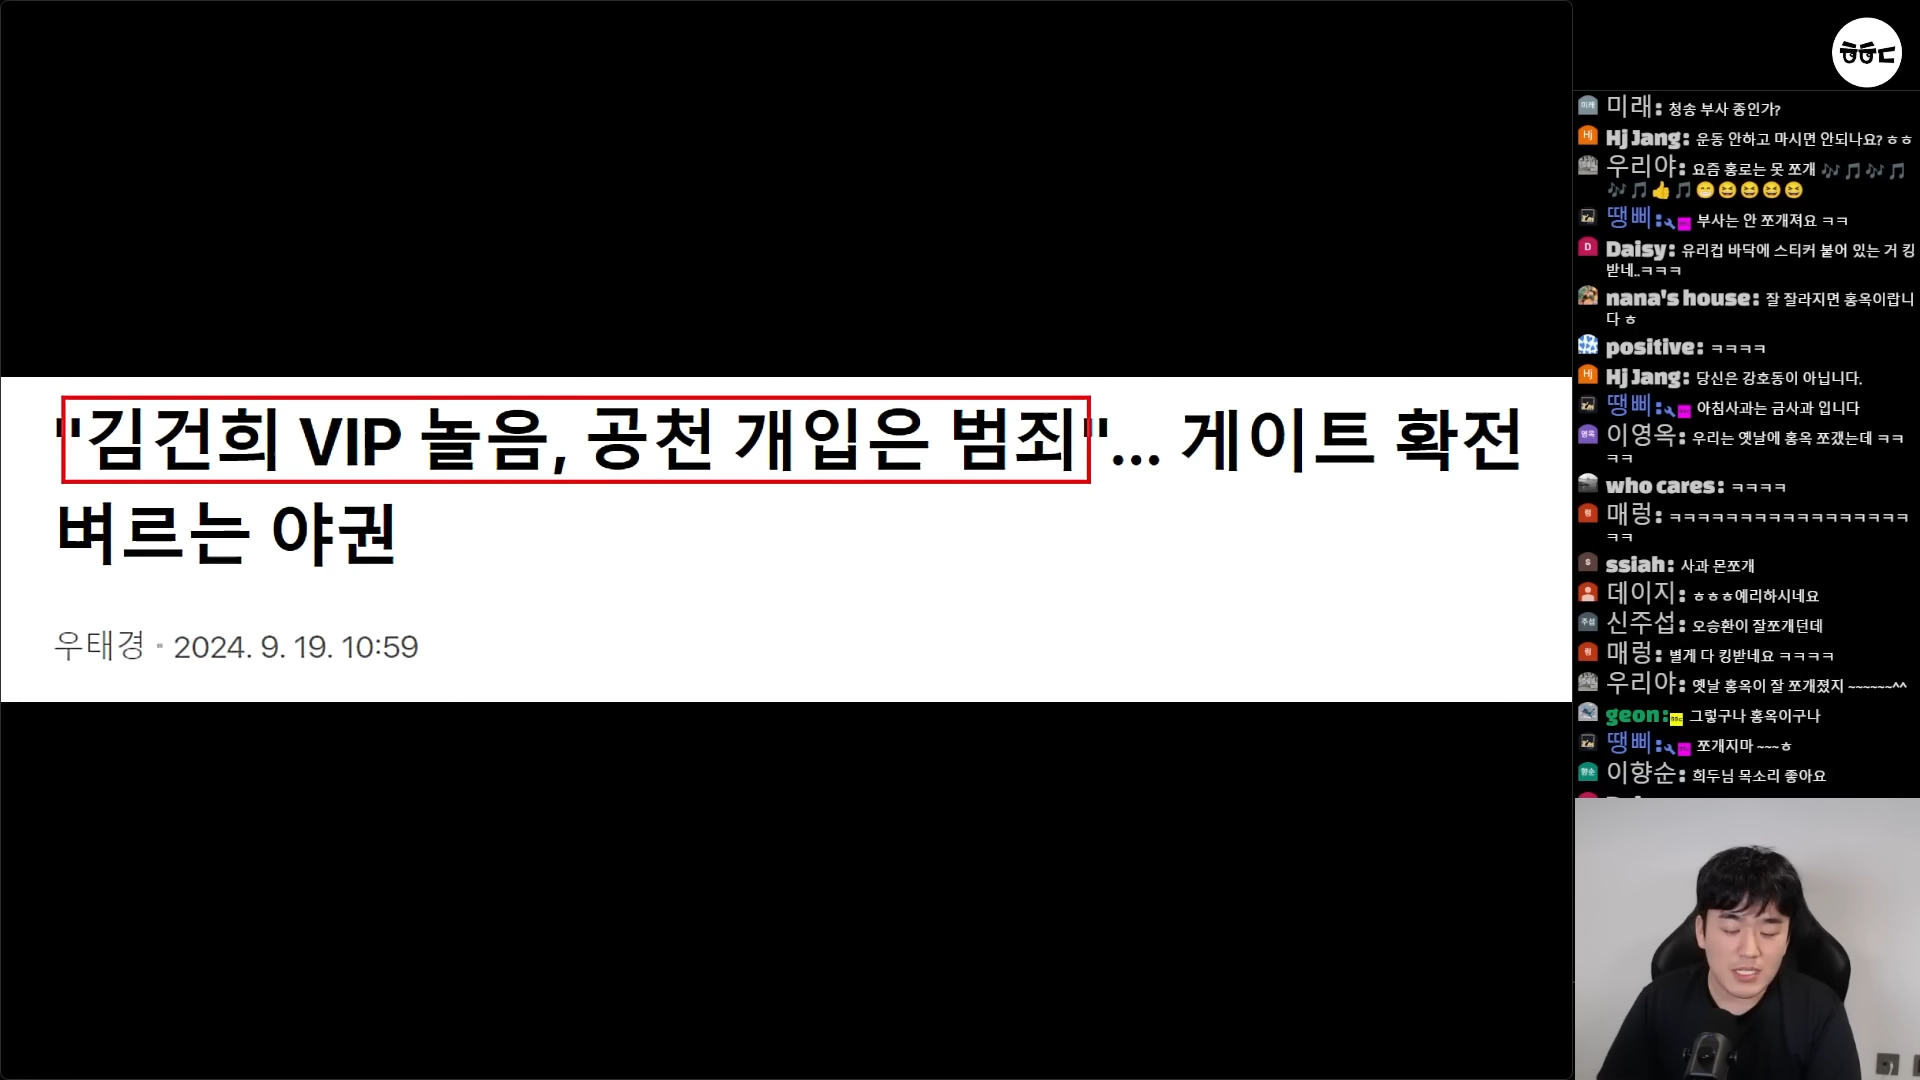 "김건희 VIP 놀음, 공천 개입은 범죄"... 게이트 확전
벼르는 야권
우태경 · 2024. 9. 19. 10:59
ㅎㅎㄷ
미래: 청송 부사 종인가?
Hj Jang: 운동 안하고 마시면 안되나요? ㅎㅎ
우리야: 요즘 홍로는 못 쪼개 🎶🎵🎶🎵
🎶🎵👍🎵😁😆😆😆😆
땡삐: 부사는 안 쪼개져요 ㅋㅋ
Daisy: 유리컵 바닥에 스티커 붙어 있는 거 킹
받네..ㅋㅋㅋ
nana's house: 잘 잘라지면 홍옥이랍니
다 ㅎ
positive: ㅋㅋㅋㅋ
Hj Jang: 당신은 강호동이 아닙니다.
땡삐: 아침사과는 금사과 입니다
이영옥: 우리는 옛날에 홍옥 쪼갰는데 ㅋㅋ
ㅋㅋ
who cares: ㅋㅋㅋㅋ
매렁: ㅋㅋㅋㅋㅋㅋㅋㅋㅋㅋㅋㅋㅋㅋㅋㅋㅋ
ㅋㅋ
ssiah: 사과 몬쪼개
데이지: ㅎㅎㅎ예리하시네요
신주섭: 오승환이 잘쪼개던데
매렁: 별게 다 킹받네요 ㅋㅋㅋㅋ
우리야: 옛날 홍옥이 잘 쪼개졌지 ~~~~~~^^
geon: 그렇구나 홍옥이구나
땡삐: 쪼개지마 ~~~ㅎ
이향순: 희두님 목소리 좋아요